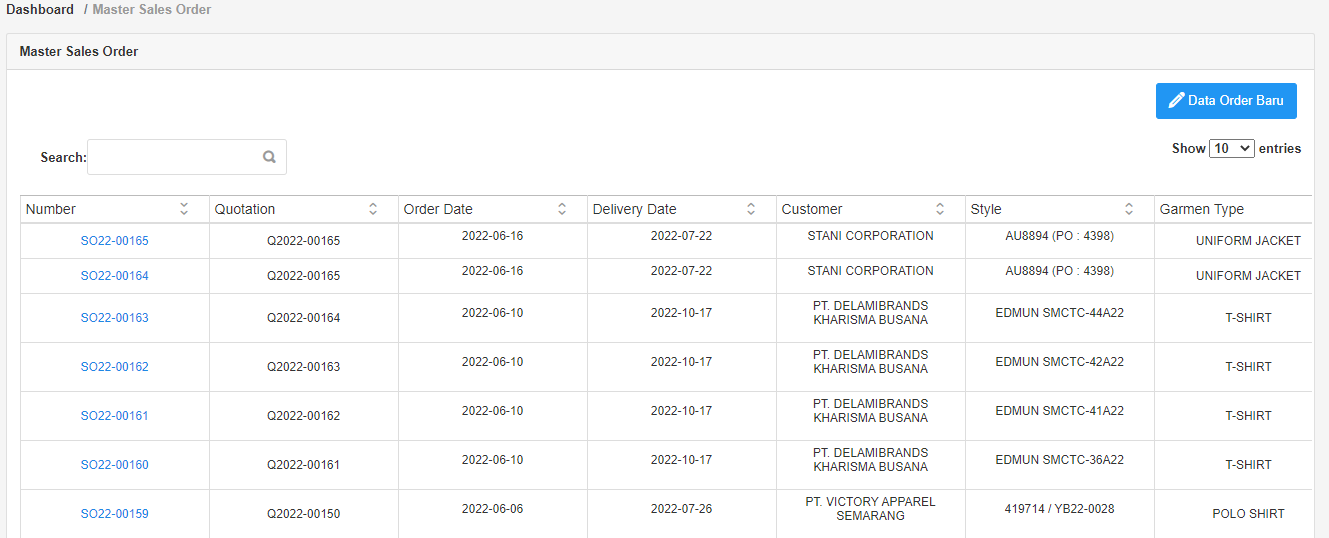 Dashboard / Master Sales Order
Master Sales Order
Data Order Baru
Search:
Show 10 entries
Number Quotation Order Date Delivery Date Customer Style Garmen Type
SO22-00165 Q2022-00165 2022-06-16 2022-07-22 STANI CORPORATION AU8894 (PO : 4398) UNIFORM JACKET
SO22-00164 Q2022-00165 2022-06-16 2022-07-22 STANI CORPORATION AU8894 (PO : 4398) UNIFORM JACKET
SO22-00163 Q2022-00164 2022-06-10 2022-10-17 PT. DELAMIBRANDS
KHARISMA BUSANA EDMUN SMCTC-44A22 T-SHIRT
SO22-00162 Q2022-00163 2022-06-10 2022-10-17 PT. DELAMIBRANDS
KHARISMA BUSANA EDMUN SMCTC-42A22 T-SHIRT
SO22-00161 Q2022-00162 2022-06-10 2022-10-17 PT. DELAMIBRANDS
KHARISMA BUSANA EDMUN SMCTC-41A22 T-SHIRT
SO22-00160 Q2022-00161 2022-06-10 2022-10-17 PT. DELAMIBRANDS
KHARISMA BUSANA EDMUN SMCTC-36A22 T-SHIRT
SO22-00159 Q2022-00150 2022-06-06 2022-07-26 PT. VICTORY APPAREL
SEMARANG 419714 / YB22-0028 POLO SHIRT